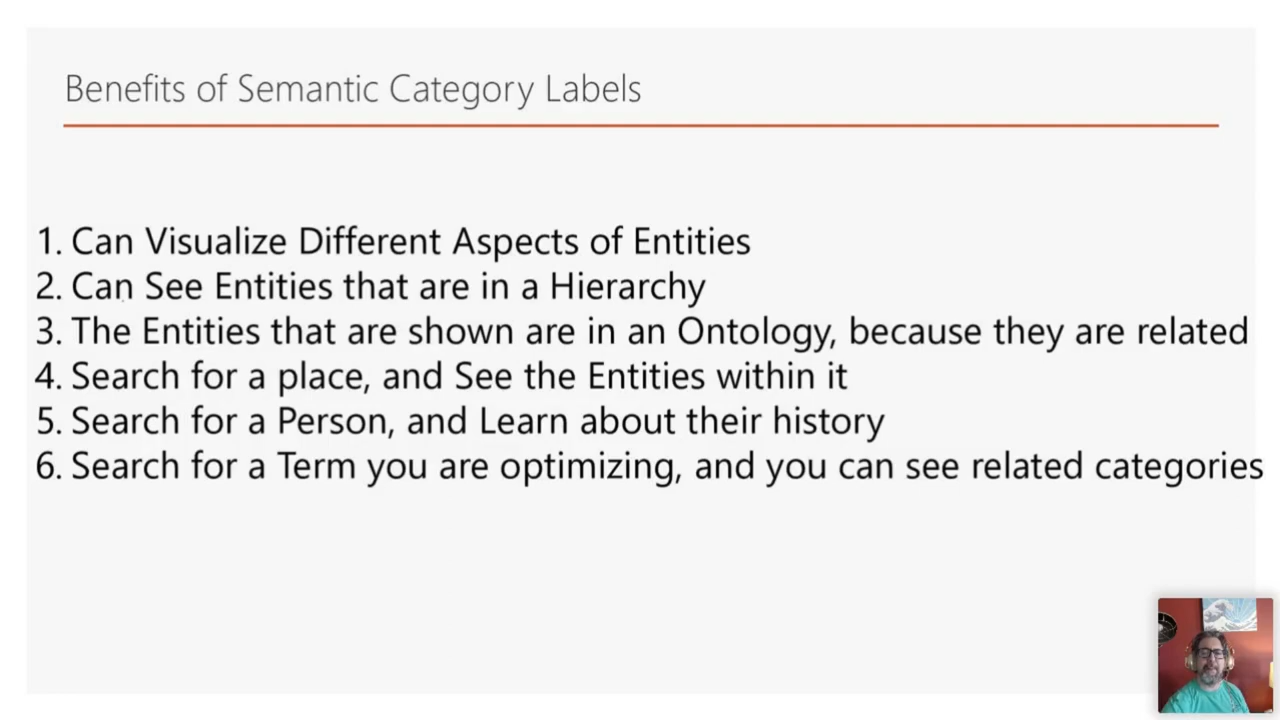 Benefits of Semantic Category Labels
1. Can Visualize Different Aspects of Entities
2. Can See Entities that are in a Hierarchy
3. The Entities that are shown are in an Ontology, because they are related
4. Search for a place, and See the Entities within it
5. Search for a Person, and Learn about their history
6. Search for a Term you are optimizing, and you can see related categories